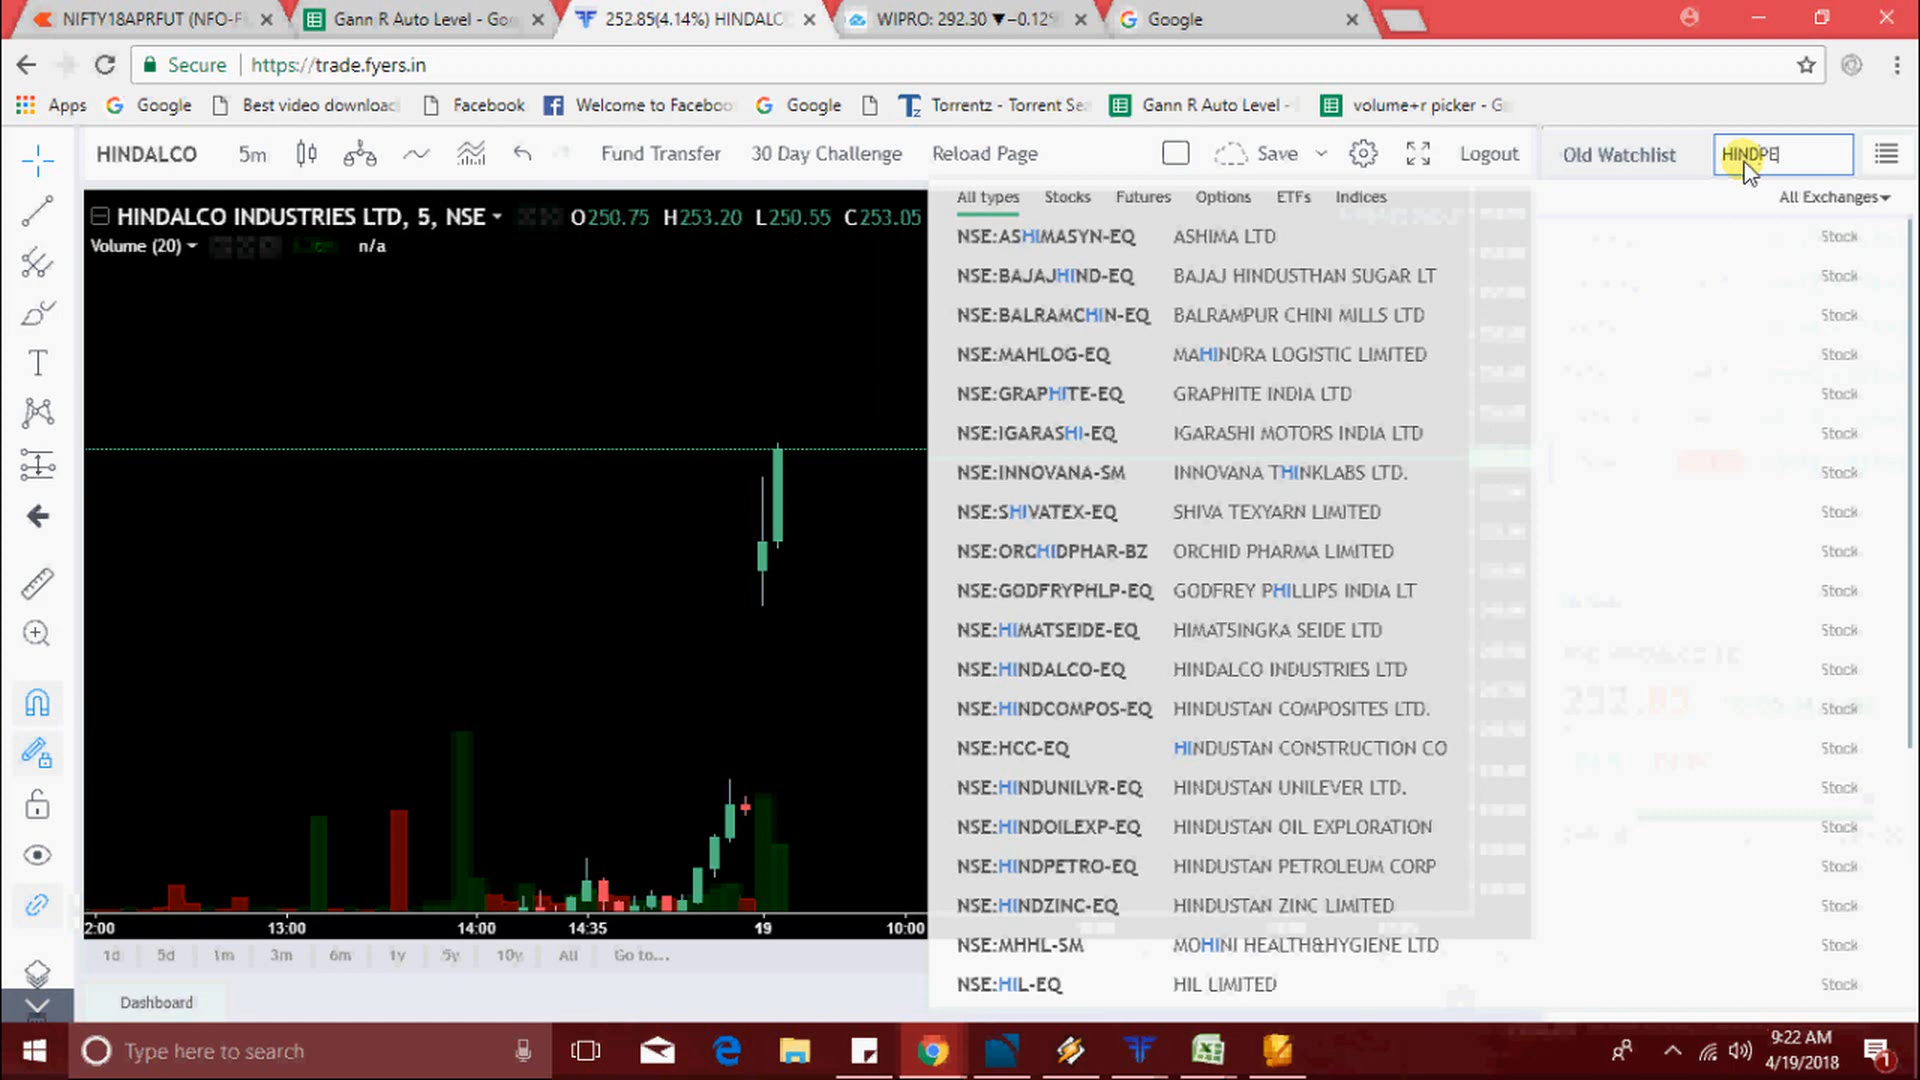 NIFTY18APRFUT (NFO-F
Gann R Auto Level - Goo
252.85(4.14%) HINDALC
WIPRO: 292.30 ▼−0.12%
Google
Secure
https://trade.fyers.in
Apps
Google
Best video downloac
Facebook
Welcome to Faceboo
Google
Torrentz - Torrent Sea
Gann R Auto Level -
volume+r picker - G
HINDALCO
5m
Fund Transfer
30 Day Challenge
Reload Page
Save
Logout
Old Watchlist
HINDPE
HINDALCO INDUSTRIES LTD, 5, NSE
O250.75 H253.20 L250.55 C253.05
Volume (20)
n/a
All types
Stocks
Futures
Options
ETFs
Indices
All Exchanges
NSE:ASHIMASYN-EQ ASHIMA LTD Stock
NSE:BAJAJHIND-EQ BAJAJ HINDUSTHAN SUGAR LT Stock
NSE:BALRAMCHIN-EQ BALRAMPUR CHINI MILLS LTD Stock
NSE:MAHLOG-EQ MAHINDRA LOGISTIC LIMITED Stock
NSE:GRAPHITE-EQ GRAPHITE INDIA LTD Stock
NSE:IGARASHI-EQ IGARASHI MOTORS INDIA LTD Stock
NSE:INNOVANA-SM INNOVANA THINKLABS LTD. Stock
NSE:SHIVATEX-EQ SHIVA TEXYARN LIMITED Stock
NSE:ORCHIDPHAR-BZ ORCHID PHARMA LIMITED Stock
NSE:GODFRYPHLP-EQ GODFREY PHILLIPS INDIA LT Stock
NSE:HIMATSEIDE-EQ HIMATSINGKA SEIDE LTD Stock
NSE:HINDALCO-EQ HINDALCO INDUSTRIES LTD Stock
NSE:HINDCOMPOS-EQ HINDUSTAN COMPOSITES LTD. Stock
NSE:HCC-EQ HINDUSTAN CONSTRUCTION CO Stock
NSE:HINDUNILVR-EQ HINDUSTAN UNILEVER LTD. Stock
NSE:HINDOILEXP-EQ HINDUSTAN OIL EXPLORATION Stock
NSE:HINDPETRO-EQ HINDUSTAN PETROLEUM CORP Stock
NSE:HINDZINC-EQ HINDUSTAN ZINC LIMITED Stock
NSE:MHHL-SM MOHINI HEALTH&HYGIENE LTD Stock
NSE:HIL-EQ HIL LIMITED Stock
2:00 13:00 14:00 14:35 19 10:00
1d 5d 1m 3m 6m 1y 5y 10y All Go to...
Dashboard
Type here to search
9:22 AM
4/19/2018
1